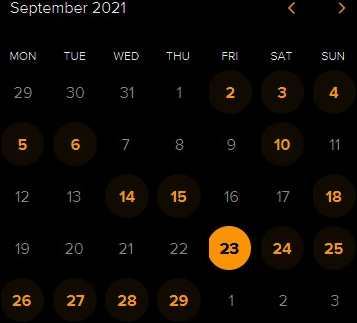 September 2021
MON TUE WED THU FRI SAT SUN
29 30 31 1 2 3 4
5 6 7 8 9 10 11
12 13 14 15 16 17 18
19 20 21 22 23 24 25
26 27 28 29 1 2 3